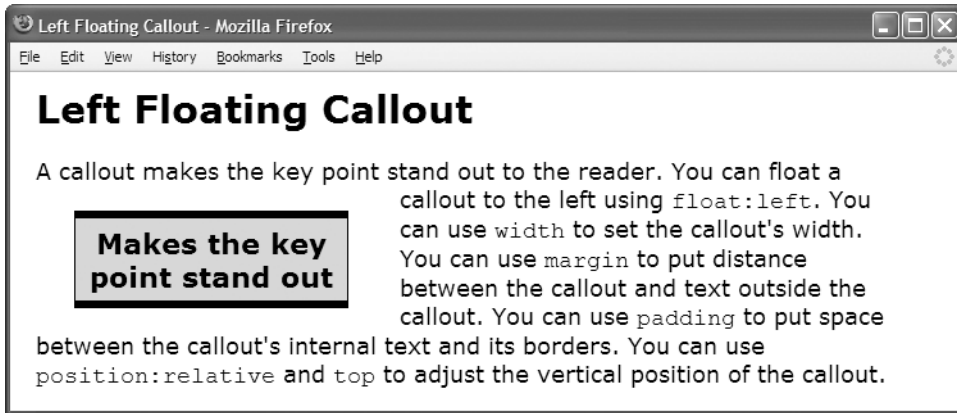 Left Floating Callout - Mozilla Firefox
File Edit View History Bookmarks Tools Help
Left Floating Callout
A callout makes the key point stand out to the reader. You can float a
callout to the left using float:left. You
can use width to set the callout's width.
Makes the key
point stand out
You can use margin to put distance
between the callout and text outside the
callout. You can use padding to put space
between the callout's internal text and its borders. You can use
position:relative and top to adjust the vertical position of the callout.